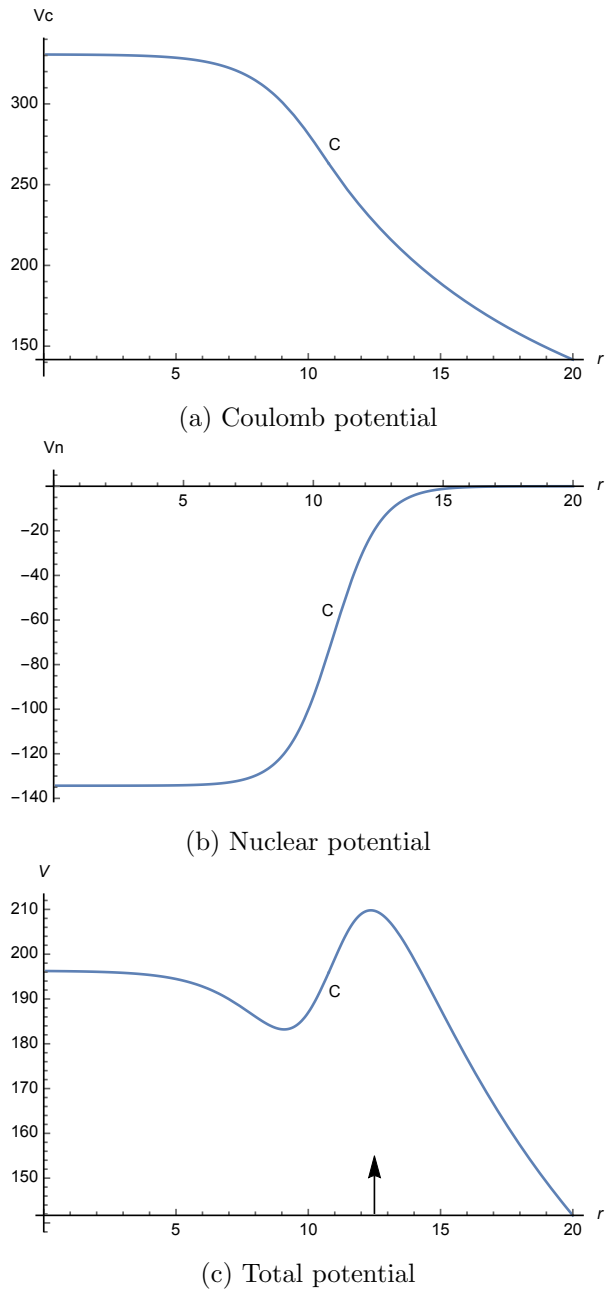 Vc
300
250
200
150
C
5 10 15 20 r
(a) Coulomb potential
Vn
5 10 15 20 r
−20
−40
−60
−80
−100
−120
−140
C
(b) Nuclear potential
V
210
200
190
180
170
160
150
C
5 10 15 20 r
(c) Total potential